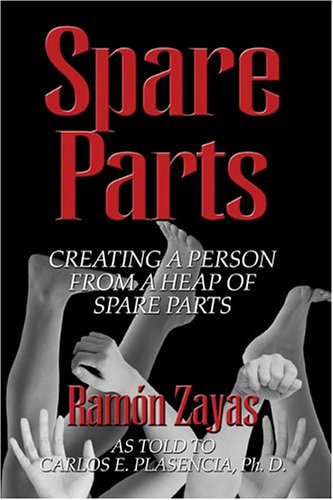 Spare
Parts
CREATING A PERSON
FROM A HEAP OF
SPARE PARTS
Ramón Zayas
AS TOLD TO
CARLOS E. PLASENCIA, Ph. D.